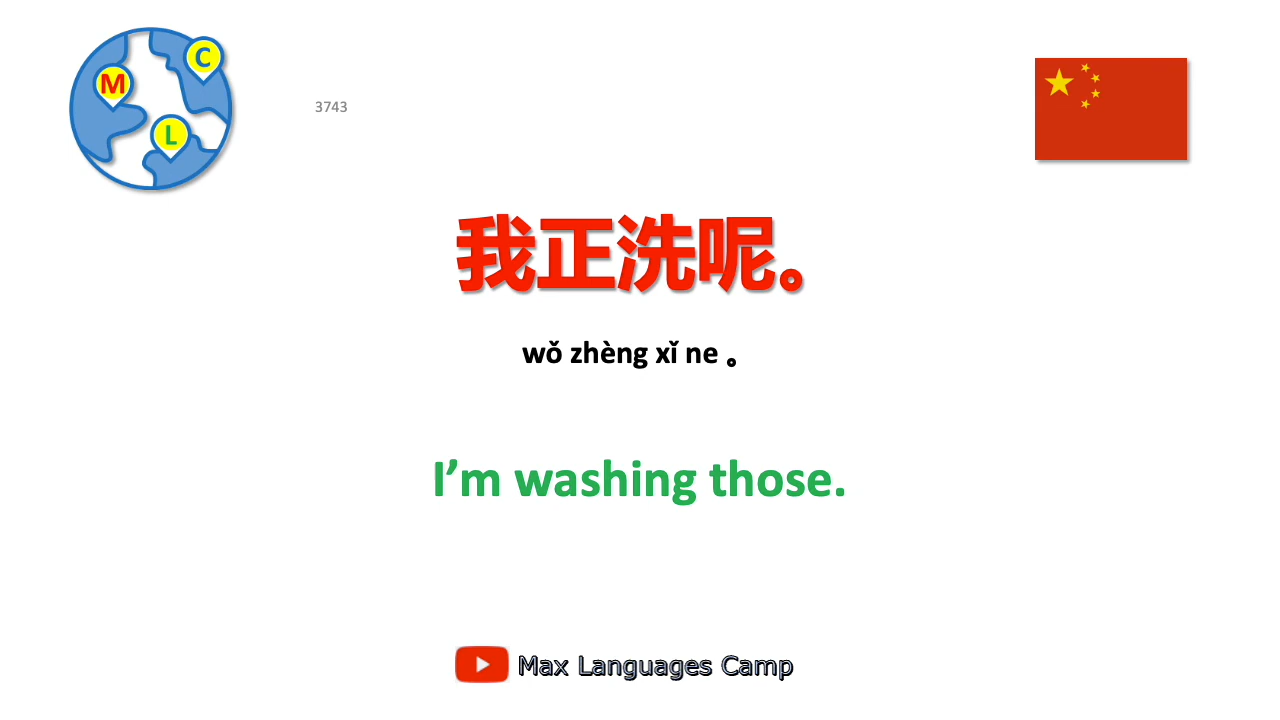 M
C
L
3743
我正洗呢。
wǒ zhèng xǐ ne 。
I’m washing those.
Max Languages Camp